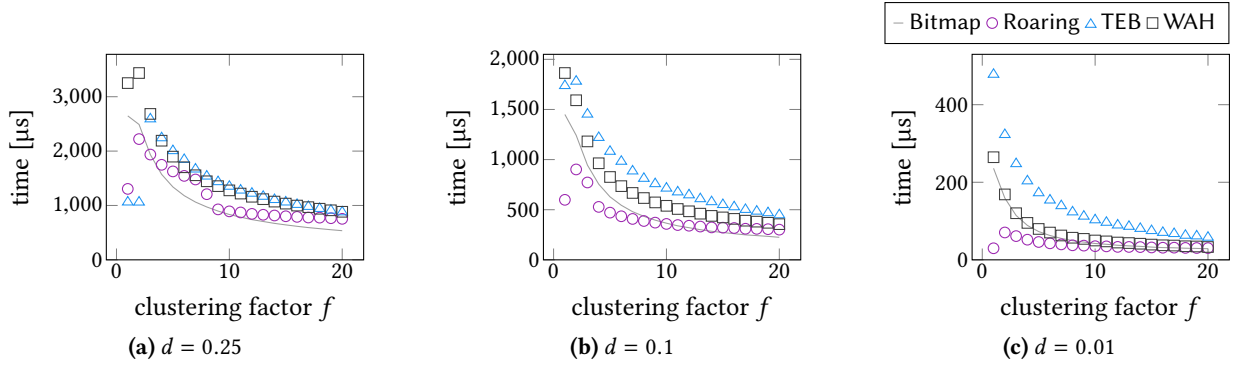 Bitmap Roaring TEB WAH
3,000
2,000
1,000
0
0 10 20
time [µs]
clustering factor f
(a) d = 0.25
2,000
1,500
1,000
500
0
0 10 20
time [µs]
clustering factor f
(b) d = 0.1
400
200
0
0 10 20
time [µs]
clustering factor f
(c) d = 0.01